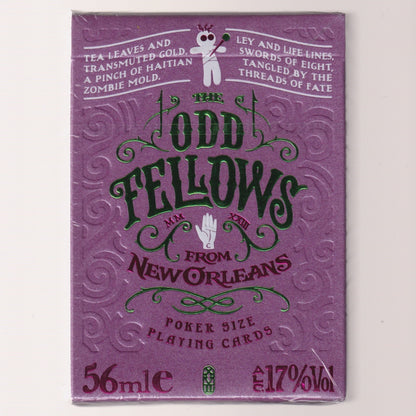 TEA LEAVES AND
TRANSMUTED GOLD,
A PINCH OF HAITIAN
ZOMBIE MOLD.
LEY AND LIFE LINES,
SWORDS OF EIGHT,
TANGLED BY THE
THREADS OF FATE
THE
ODD
FELLOWS
MM XXIII
C
FROM
NEW ORLEANS
POKER SIZE
PLAYING CARDS
56ml e
ALC 17% Vol